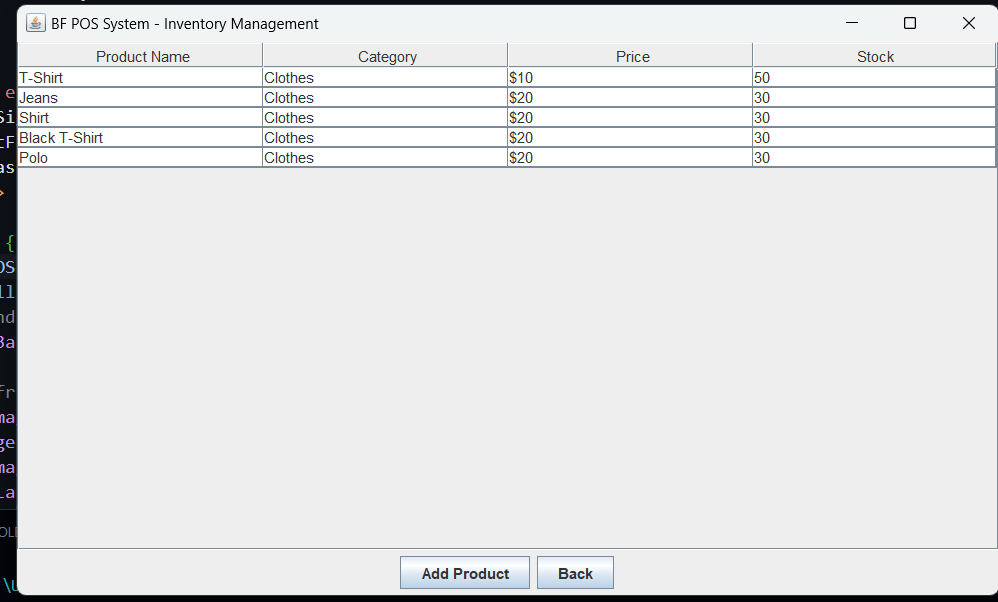 BF POS System - Inventory Management
Product Name Category Price Stock
T-Shirt Clothes $10 50
Jeans Clothes $20 30
Shirt Clothes $20 30
Black T-Shirt Clothes $20 30
Polo Clothes $20 30
Add Product Back